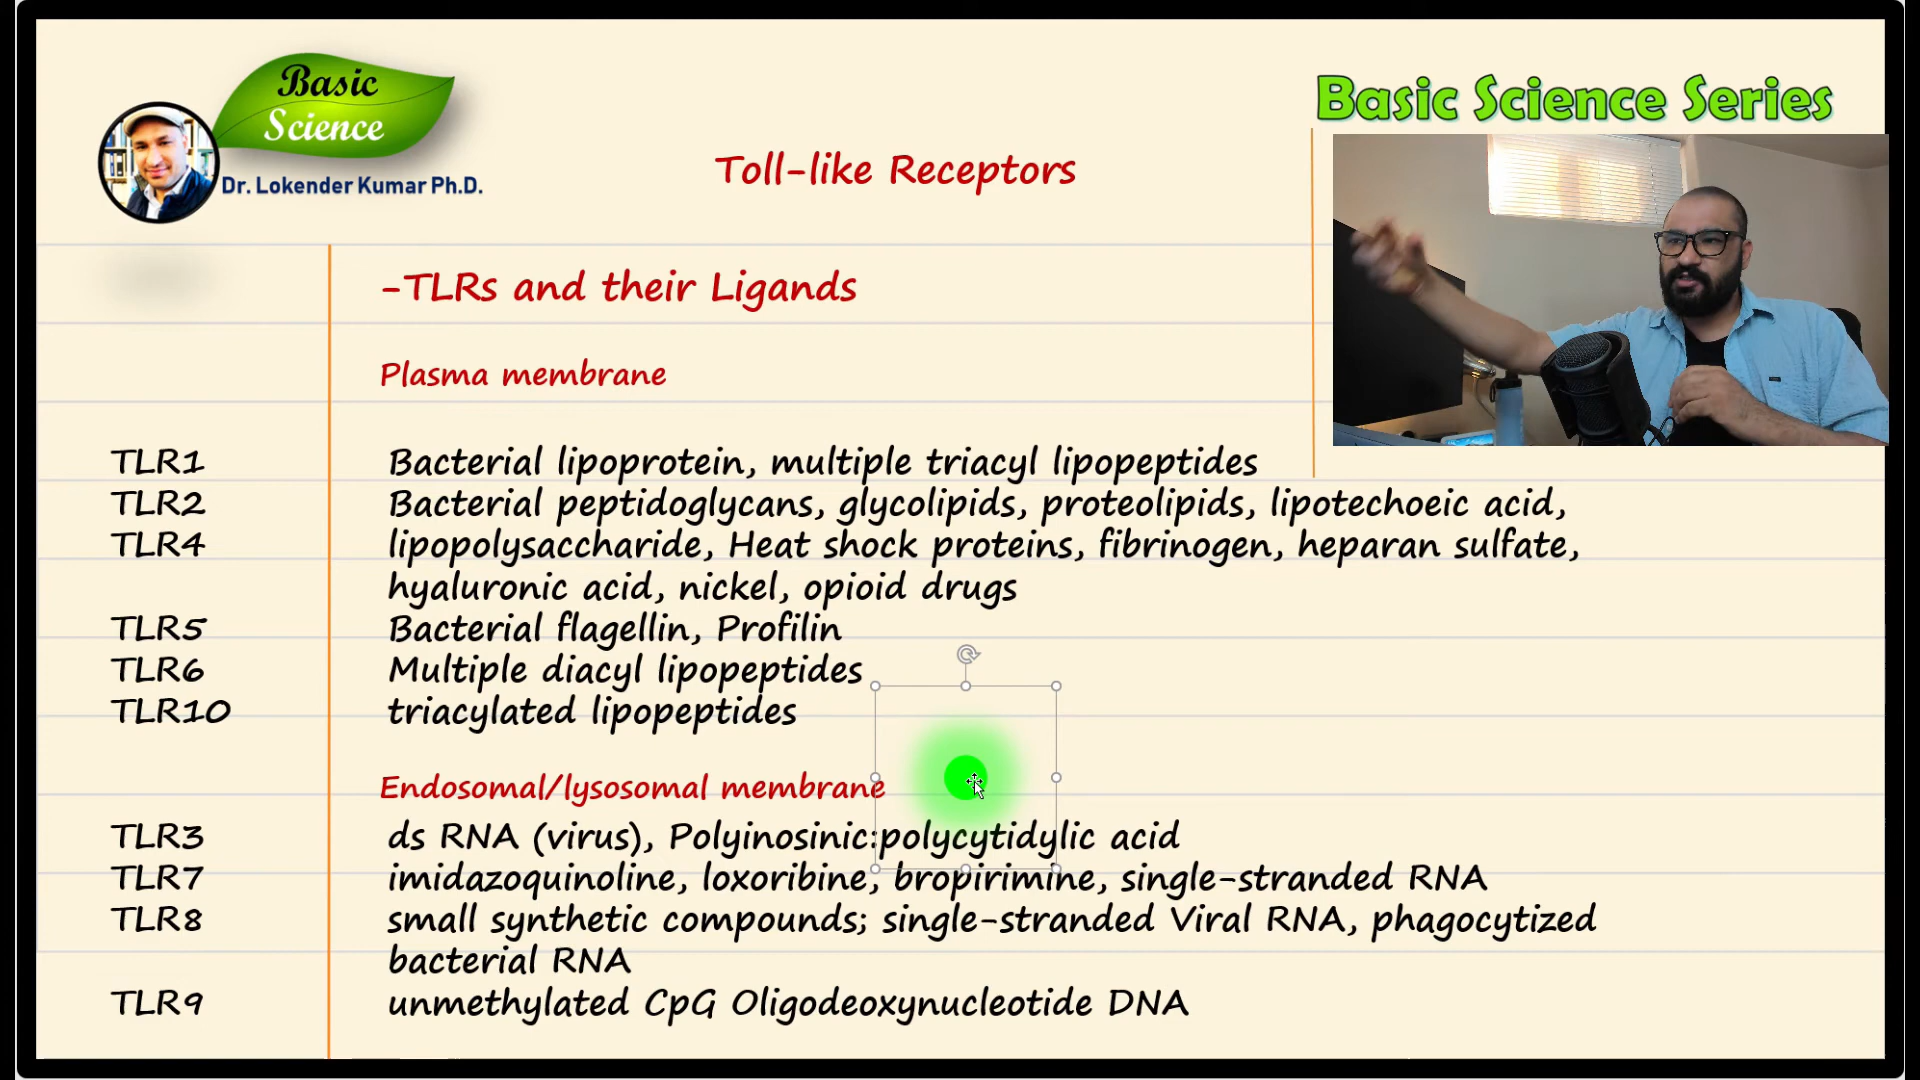 Basic
Science
Dr. Lokender Kumar Ph.D.
Basic Science Series
Toll-like Receptors
-TLRs and their Ligands
Plasma membrane
TLR1 Bacterial lipoprotein, multiple triacyl lipopeptides
TLR2 Bacterial peptidoglycans, glycolipids, proteolipids, lipotechoeic acid,
TLR4 lipopolysaccharide, Heat shock proteins, fibrinogen, heparan sulfate,
hyaluronic acid, nickel, opioid drugs
TLR5 Bacterial flagellin, Profilin
TLR6 Multiple diacyl lipopeptides
TLR10 triacylated lipopeptides
Endosomal/lysosomal membrane
TLR3 ds RNA (virus), Polyinosinic:polycytidylic acid
TLR7 imidazoquinoline, loxoribine, bropirimine, single-stranded RNA
TLR8 small synthetic compounds; single-stranded Viral RNA, phagocytized
bacterial RNA
TLR9 unmethylated CpG Oligodeoxynucleotide DNA